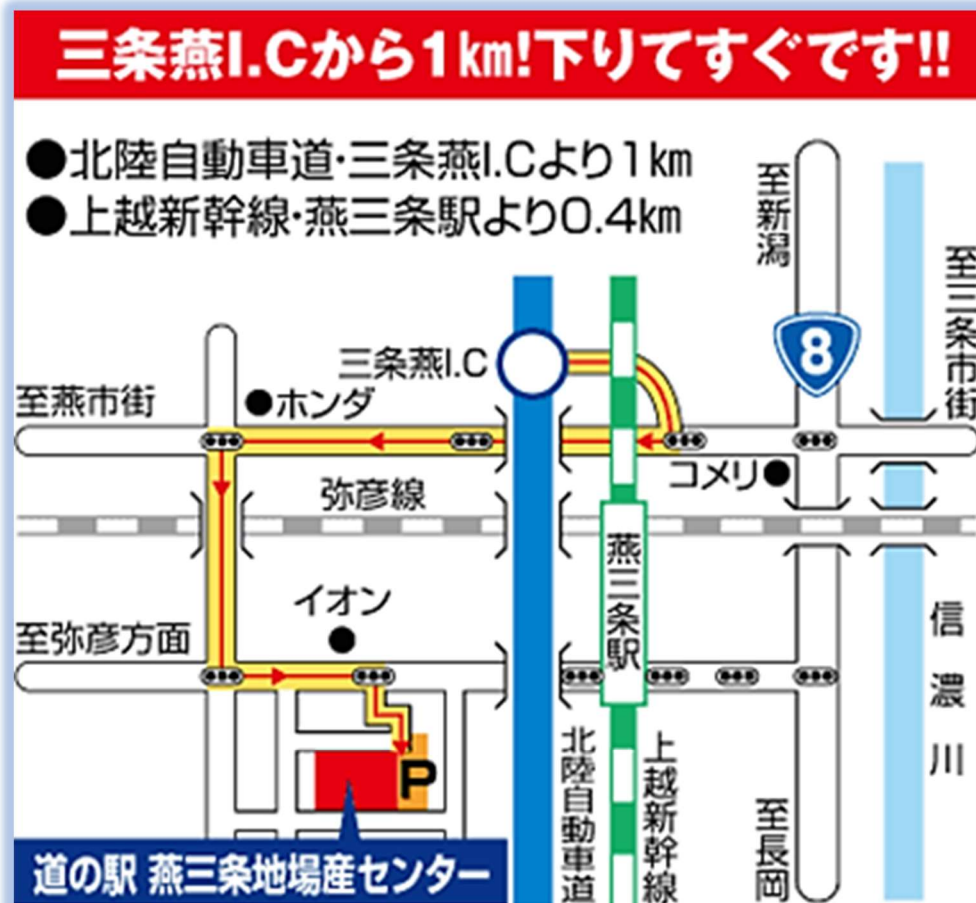 三条燕I.Cから1km!下りてすぐです!!
●北陸自動車道・三条燕I.Cより1km
●上越新幹線・燕三条駅より0.4km
至新潟
至三条市街
8
三条燕I.C
至燕市街
ホンダ
コメリ
弥彦線
燕三条駅
イオン
至弥彦方面
信濃川
P
北陸自動車道
上越新幹線
至長岡
道の駅 燕三条地場産センター